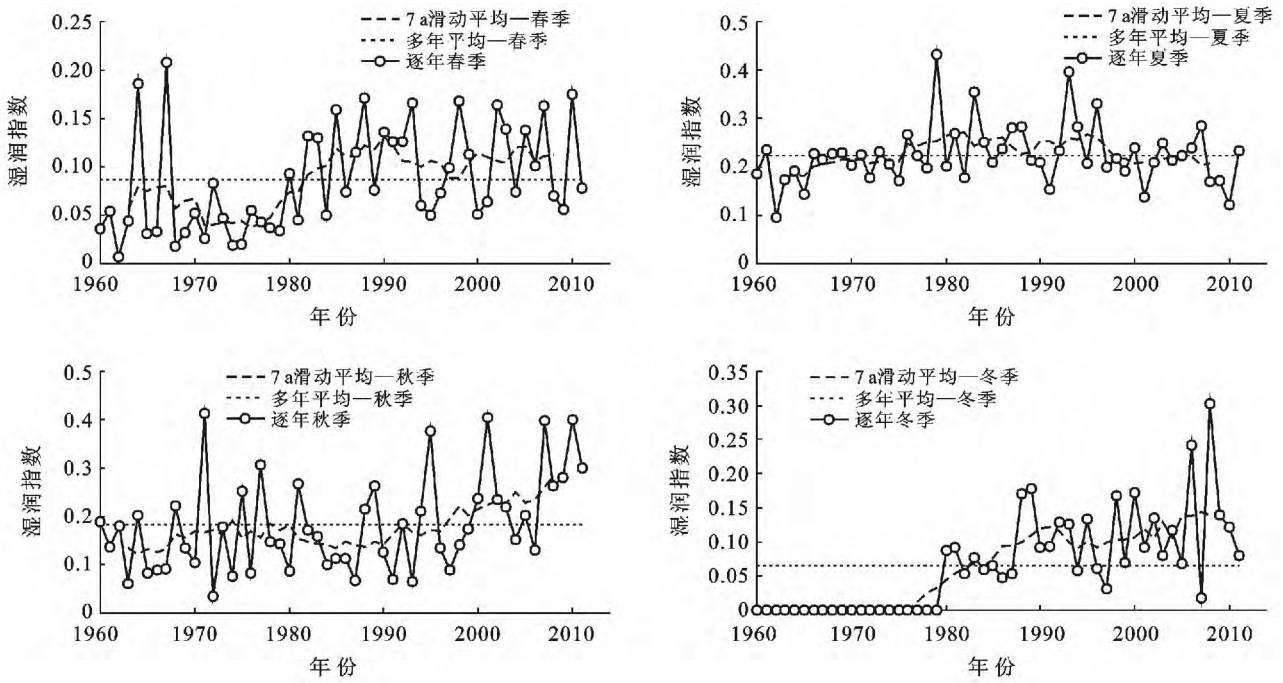 7 a滑动平均—春季
多年平均—春季
逐年春季
湿润指数
0.25
0.20
0.15
0.10
0.05
0
1960 1970 1980 1990 2000 2010
年份
7 a滑动平均—夏季
多年平均—夏季
逐年夏季
湿润指数
0.5
0.4
0.3
0.2
0.1
0
1960 1970 1980 1990 2000 2010
年份
7 a滑动平均—秋季
多年平均—秋季
逐年秋季
湿润指数
0.5
0.4
0.3
0.2
0.1
0
1960 1970 1980 1990 2000 2010
年份
7 a滑动平均—冬季
多年平均—冬季
逐年冬季
湿润指数
0.35
0.30
0.25
0.20
0.15
0.10
0.05
0
1960 1970 1980 1990 2000 2010
年份